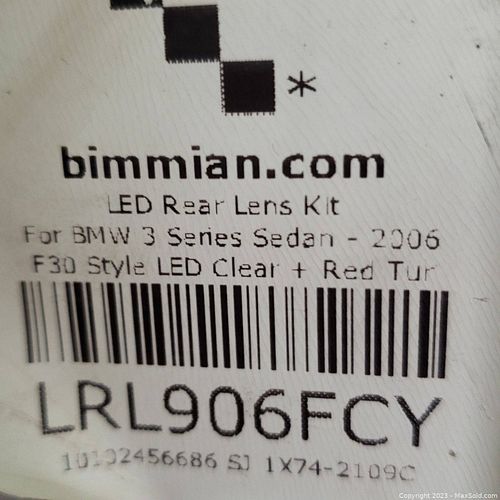 *
bimmian.com
LED Rear Lens Kit
For BMW 3 Series Sedan - 2006
F30 Style LED Clear + Red Tur
LRL906FCY
10192456686 SJ 1X74-2109C
Copyright 2023 - MaxSold.com